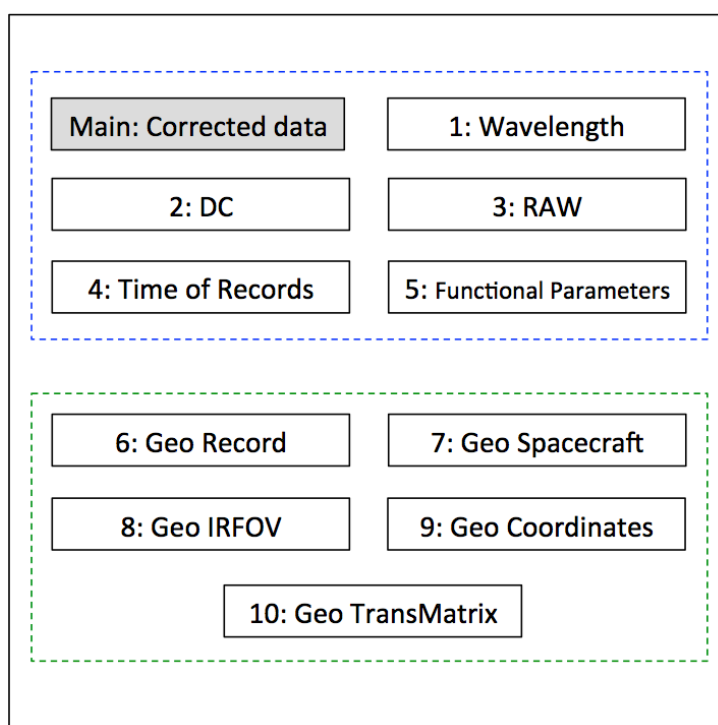 Main: Corrected data
1: Wavelength
2: DC
3: RAW
4: Time of Records
5: Functional Parameters
6: Geo Record
7: Geo Spacecraft
8: Geo IRFOV
9: Geo Coordinates
10: Geo TransMatrix